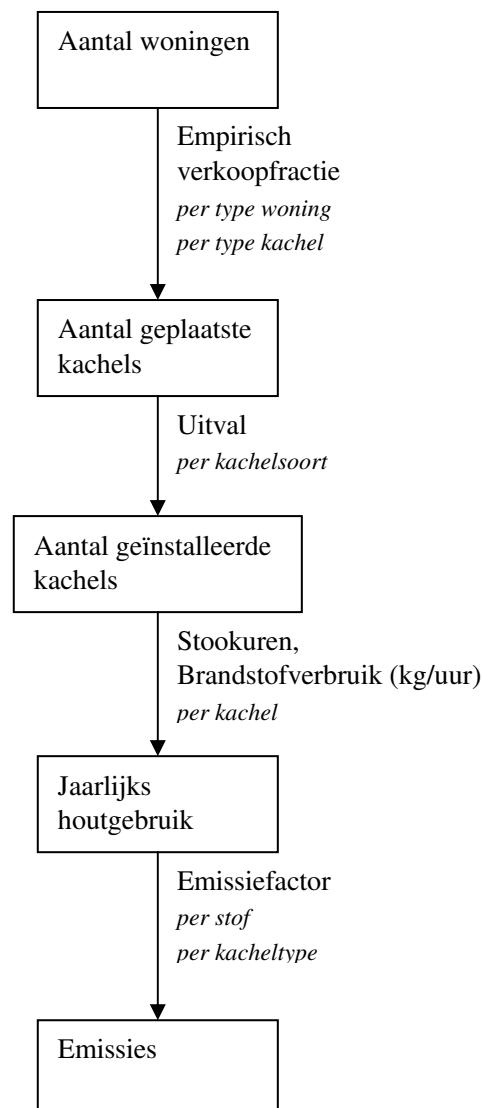 Aantal woningen
Empirisch
verkoopfractie
per type woning
per type kachel
Aantal geplaatste
kachels
Uitval
per kachelsoort
Aantal geïnstalleerde
kachels
Stookuren,
Brandstofverbruik (kg/uur)
per kachel
Jaarlijks
houtgebruik
Emissiefactor
per stof
per kacheltype
Emissies